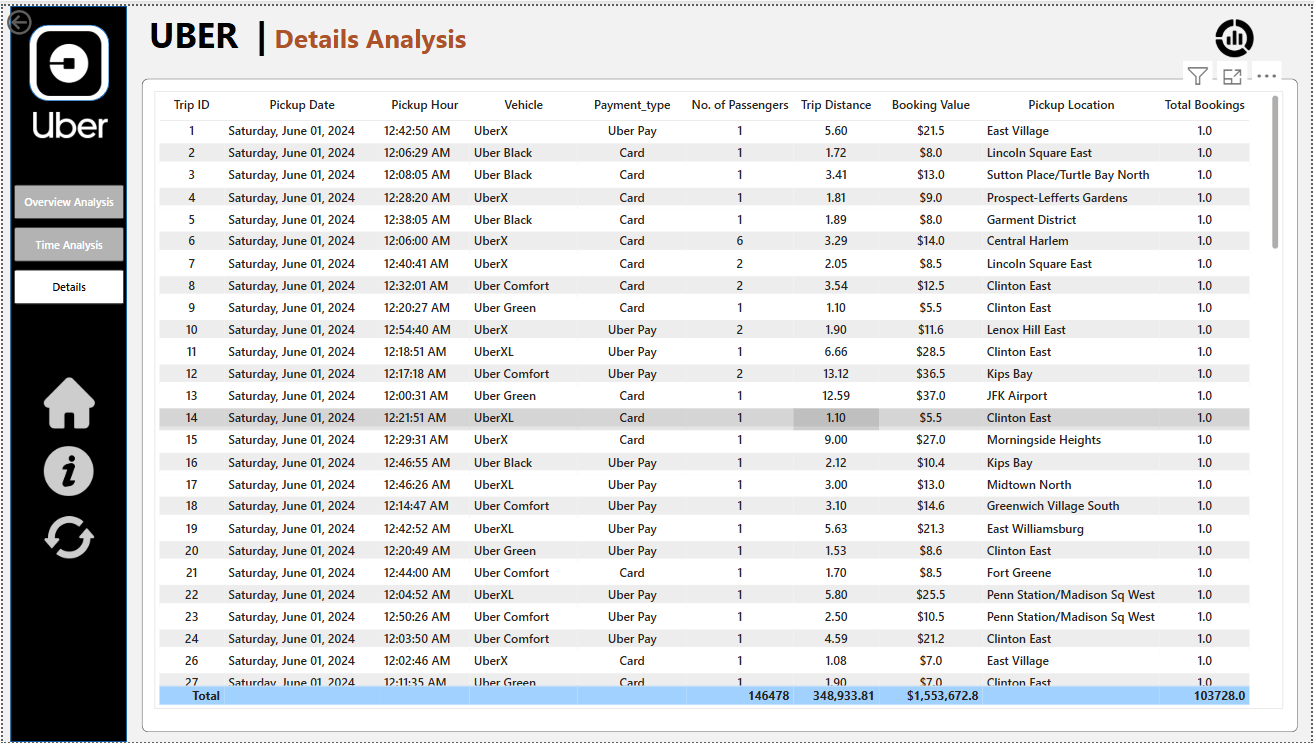 UBER | Details Analysis
Uber
Overview Analysis
Time Analysis
Details
i
Trip ID Pickup Date Pickup Hour Vehicle Payment_type No. of Passengers Trip Distance Booking Value Pickup Location Total Bookings
1 Saturday, June 01, 2024 12:42:50 AM UberX Uber Pay 1 5.60 $21.5 East Village 1.0
2 Saturday, June 01, 2024 12:06:29 AM Uber Black Card 1 1.72 $8.0 Lincoln Square East 1.0
3 Saturday, June 01, 2024 12:08:05 AM Uber Black Card 1 3.41 $13.0 Sutton Place/Turtle Bay North 1.0
4 Saturday, June 01, 2024 12:28:20 AM UberX Card 1 1.81 $9.0 Prospect-Lefferts Gardens 1.0
5 Saturday, June 01, 2024 12:38:05 AM Uber Black Card 1 1.89 $8.0 Garment District 1.0
6 Saturday, June 01, 2024 12:06:00 AM UberX Card 6 3.29 $14.0 Central Harlem 1.0
7 Saturday, June 01, 2024 12:40:41 AM UberX Card 2 2.05 $8.5 Lincoln Square East 1.0
8 Saturday, June 01, 2024 12:32:01 AM Uber Comfort Card 2 3.54 $12.5 Clinton East 1.0
9 Saturday, June 01, 2024 12:20:27 AM Uber Green Card 1 1.10 $5.5 Clinton East 1.0
10 Saturday, June 01, 2024 12:54:40 AM UberX Uber Pay 2 1.90 $11.6 Lenox Hill East 1.0
11 Saturday, June 01, 2024 12:18:51 AM UberXL Uber Pay 1 6.66 $28.5 Clinton East 1.0
12 Saturday, June 01, 2024 12:17:18 AM Uber Comfort Uber Pay 2 13.12 $36.5 Kips Bay 1.0
13 Saturday, June 01, 2024 12:00:31 AM Uber Green Card 1 12.59 $37.0 JFK Airport 1.0
14 Saturday, June 01, 2024 12:21:51 AM UberXL Card 1 1.10 $5.5 Clinton East 1.0
15 Saturday, June 01, 2024 12:29:31 AM UberX Card 1 9.00 $27.0 Morningside Heights 1.0
16 Saturday, June 01, 2024 12:46:55 AM Uber Black Uber Pay 1 2.12 $10.4 Kips Bay 1.0
17 Saturday, June 01, 2024 12:46:26 AM UberXL Uber Pay 1 3.00 $13.0 Midtown North 1.0
18 Saturday, June 01, 2024 12:14:47 AM Uber Comfort Uber Pay 1 3.10 $14.6 Greenwich Village South 1.0
19 Saturday, June 01, 2024 12:42:52 AM UberXL Uber Pay 1 5.63 $21.3 East Williamsburg 1.0
20 Saturday, June 01, 2024 12:20:49 AM Uber Green Uber Pay 1 1.53 $8.6 Clinton East 1.0
21 Saturday, June 01, 2024 12:44:00 AM Uber Comfort Card 1 1.70 $8.5 Fort Greene 1.0
22 Saturday, June 01, 2024 12:04:52 AM UberXL Uber Pay 1 5.80 $25.5 Penn Station/Madison Sq West 1.0
23 Saturday, June 01, 2024 12:50:26 AM Uber Comfort Uber Pay 1 2.50 $10.5 Penn Station/Madison Sq West 1.0
24 Saturday, June 01, 2024 12:03:50 AM Uber Comfort Uber Pay 1 4.59 $21.2 Clinton East 1.0
26 Saturday, June 01, 2024 12:02:46 AM UberX Card 1 1.08 $7.0 East Village 1.0
27 Saturday, June 01, 2024 12:11:35 AM Uber Green Card 1 1.90 $7.0 Clinton East 1.0
Total 146478 348,933.81 $1,553,672.8 103728.0